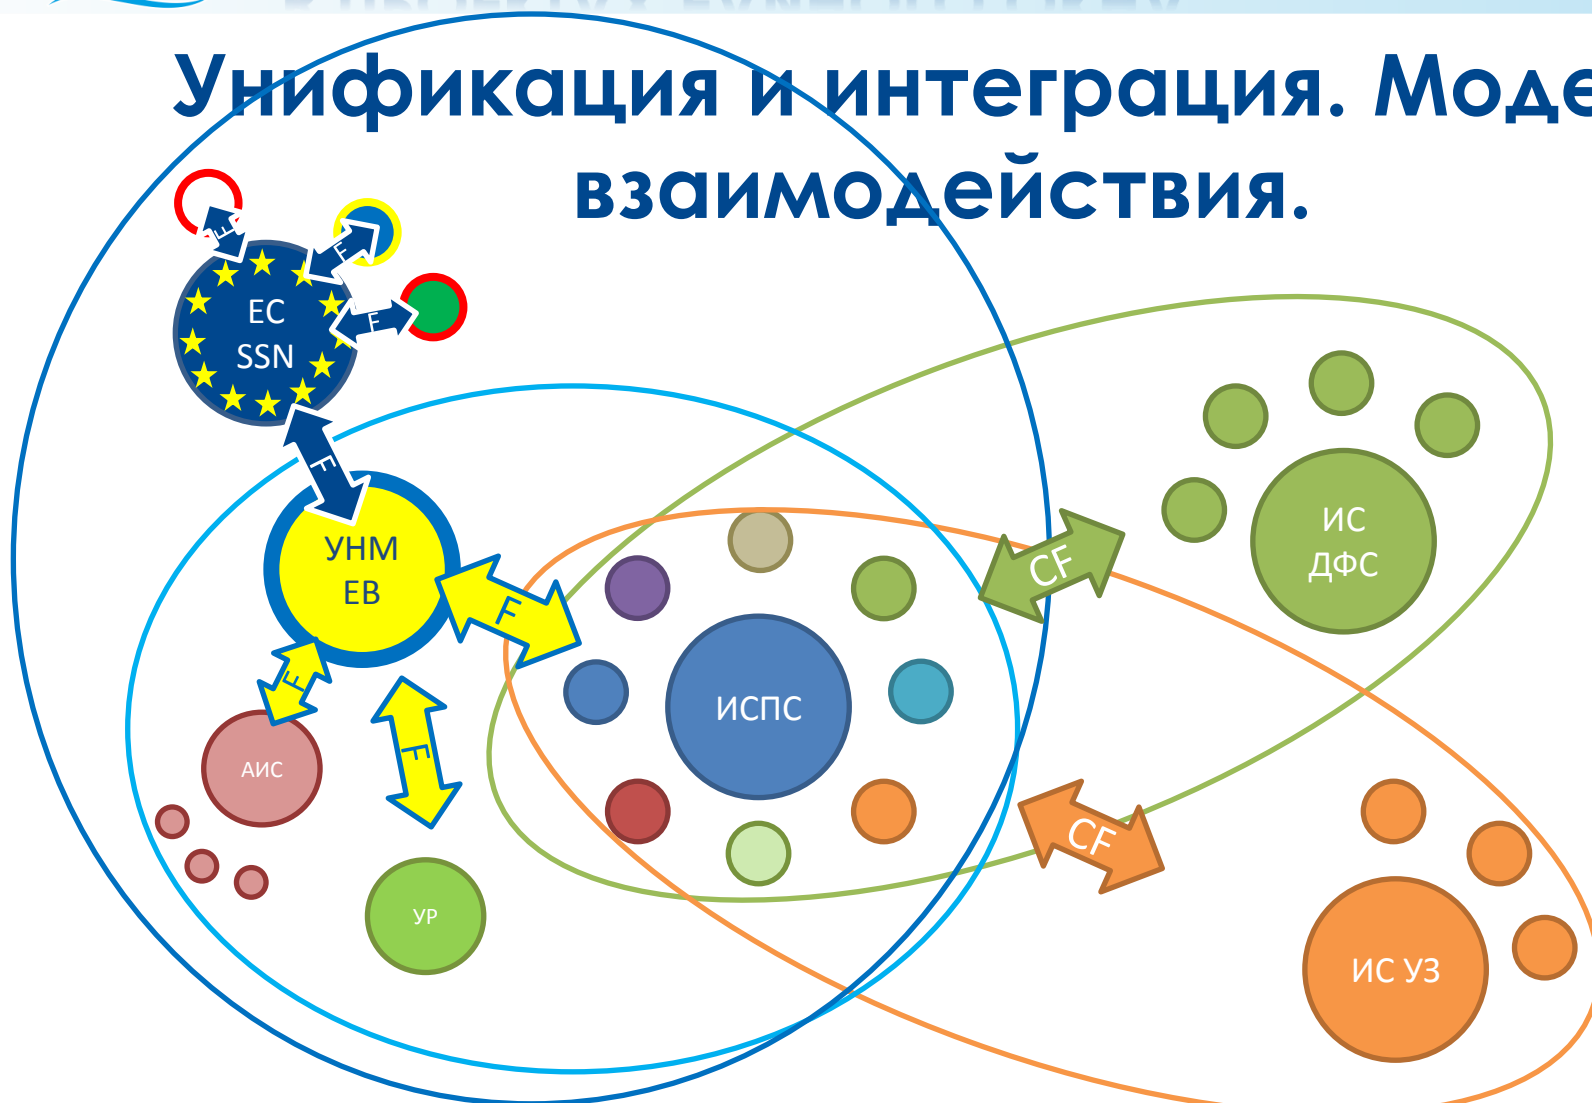 Унификация и интеграция. Моде
взаимодействия.
F
F
F
ЕС
SSN
F
УНМ
ЕВ
F
F
F
АИС
УР
ИСПС
CF
CF
ИС
ДФС
ИС УЗ